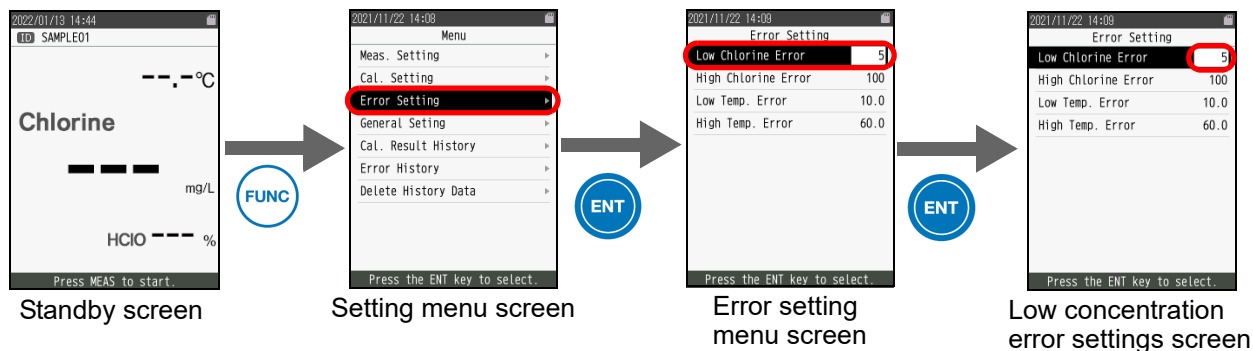 2022/01/13 14:44
ID SAMPLE01
--.-℃
Chlorine
---
mg/L
HClO --- %
Press MEAS to start.
Standby screen
FUNC
2021/11/22 14:08
Menu
Meas. Setting
Cal. Setting
Error Setting
General Seting
Cal. Result History
Error History
Delete History Data
Press the ENT key to select.
Setting menu screen
ENT
2021/11/22 14:09
Error Setting
Low Chlorine Error 5
High Chlorine Error 100
Low Temp. Error 10.0
High Temp. Error 60.0
Press the ENT key to select.
Error setting
menu screen
ENT
2021/11/22 14:09
Error Setting
Low Chlorine Error 5
High Chlorine Error 100
Low Temp. Error 10.0
High Temp. Error 60.0
Press the ENT key to select.
Low concentration
error settings screen